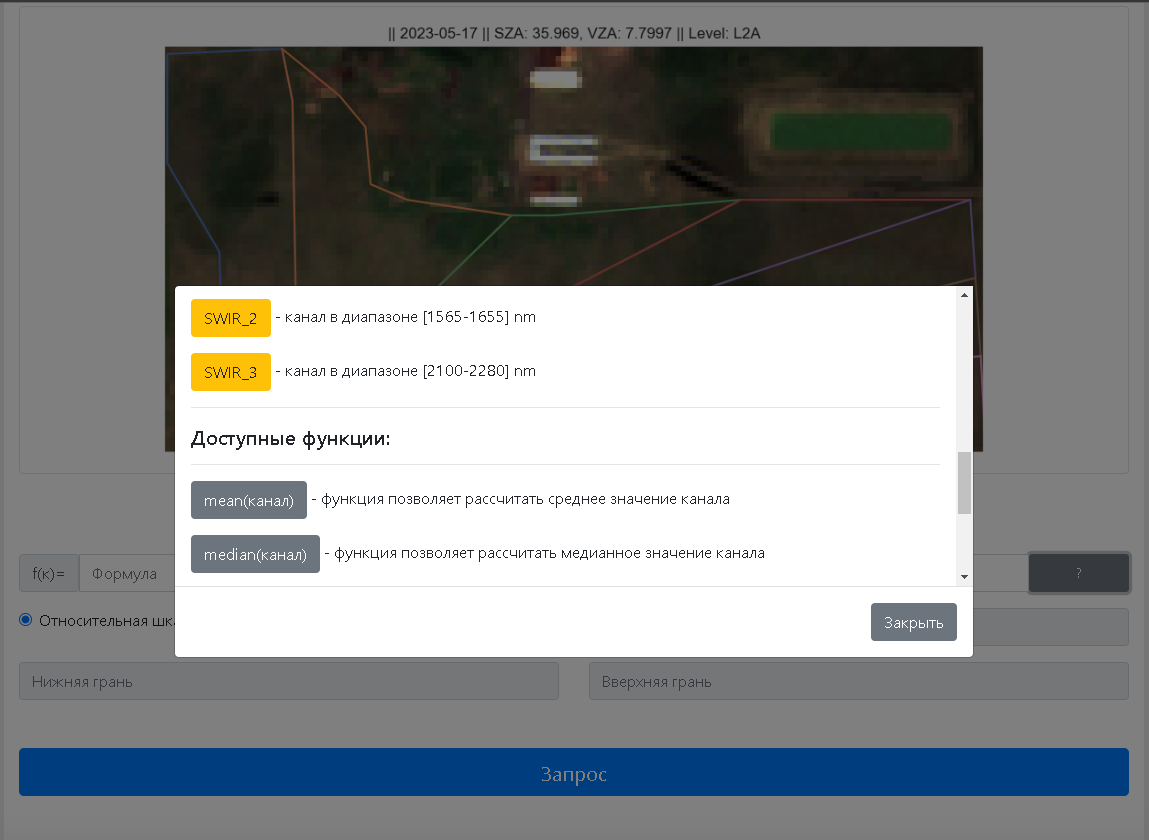 || 2023-05-17 || SZA: 35.969, VZA: 7.7997 || Level: L2A
SWIR_2 - канал в диапазоне [1565-1655] nm
SWIR_3 - канал в диапазоне [2100-2280] nm
Доступные функции:
mean(канал) - функция позволяет рассчитать среднее значение канала
median(канал) - функция позволяет рассчитать медианное значение канала
f(к)= Формула ?
Закрыть
Относительная шк
Нижняя грань Вверхняя грань
Запрос